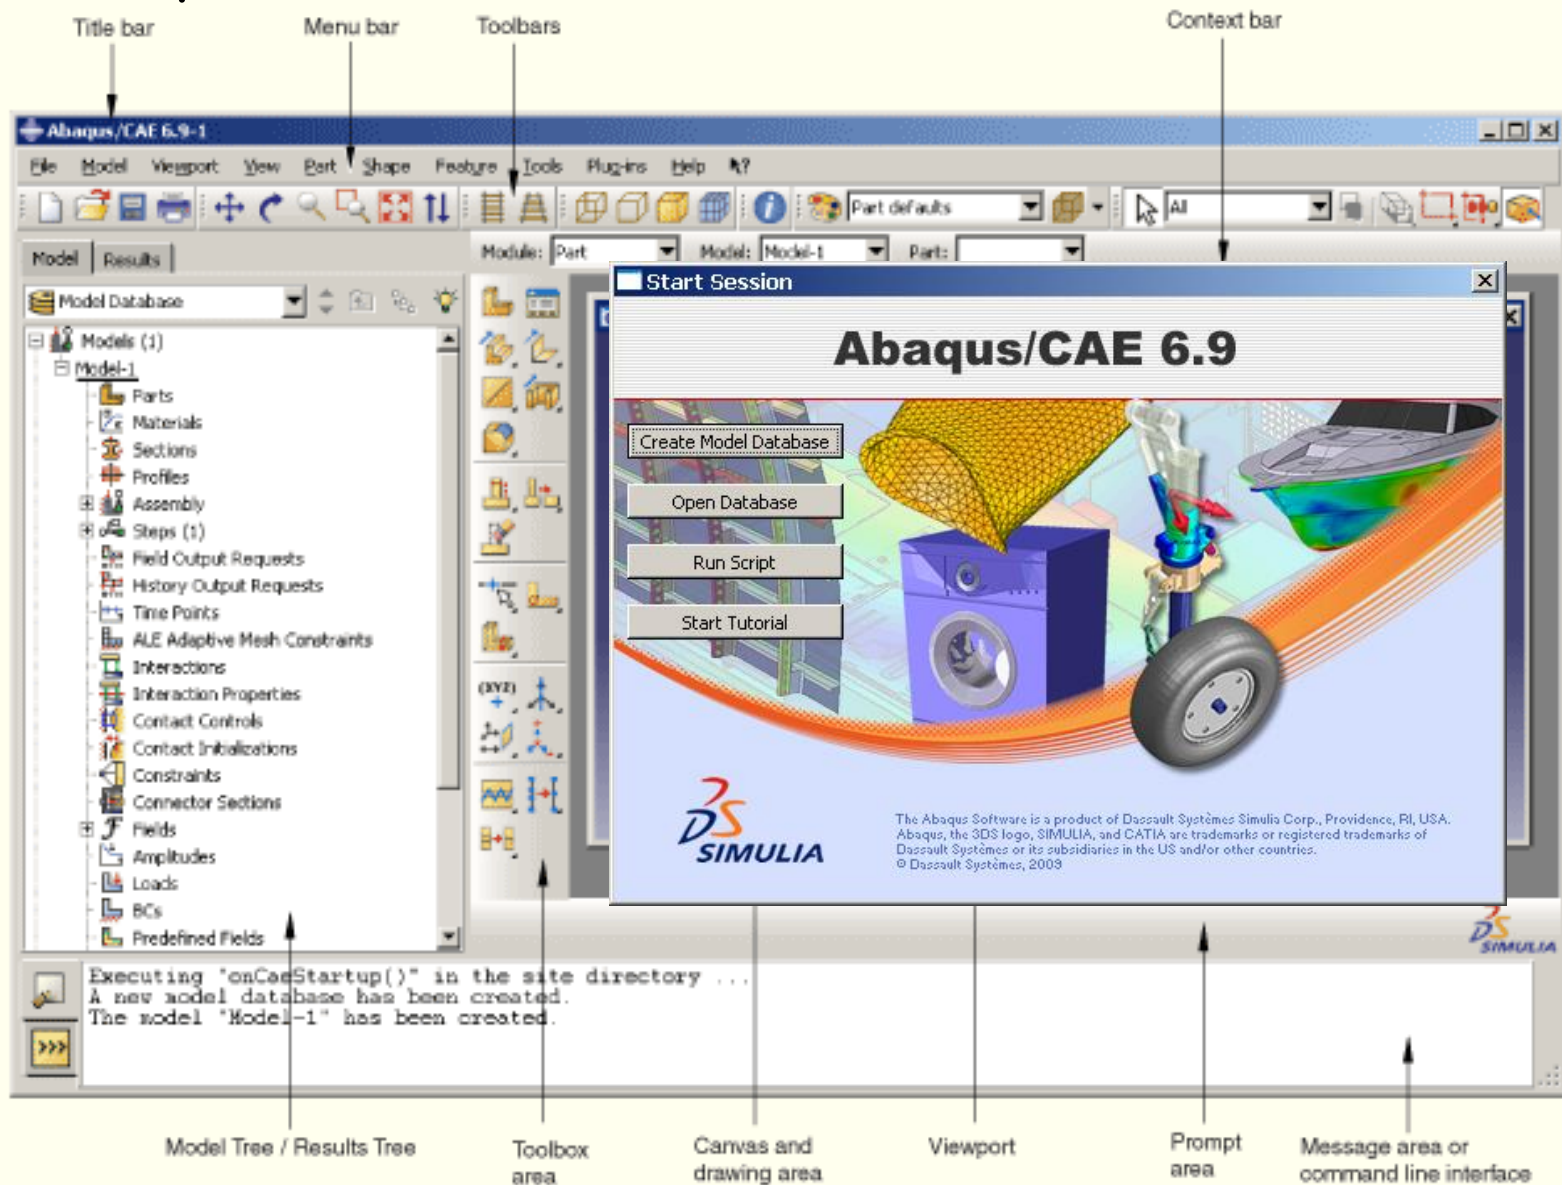 Title bar
Menu bar
Toolbars
Context bar
Abaqus/CAE 6.9-1
File Model Viewport View Part Shape Feature Tools Plug-ins Help ?
Part defaults
All
Model Results
Module: Part Model: Model-1 Part:
Model Database
Models (1)
Model-1
Parts
Materials
Sections
Profiles
Assembly
Steps (1)
Field Output Requests
History Output Requests
Time Points
ALE Adaptive Mesh Constraints
Interactions
Interaction Properties
Contact Controls
Contact Initializations
Constraints
Connector Sections
Fields
Amplitudes
Loads
BCs
Predefined Fields
(XYZ)
Start Session
Abaqus/CAE 6.9
Create Model Database
Open Database
Run Script
Start Tutorial
SIMULIA
The Abaqus Software is a product of Dassault Systèmes Simulia Corp., Providence, RI, USA.
Abaqus, the 3DS logo, SIMULIA, and CATIA are trademarks or registered trademarks of
Dassault Systèmes or its subsidiaries in the US and/or other countries.
© Dassault Systèmes, 2009
SIMULIA
Executing "onCaeStartup()" in the site directory ...
A new model database has been created.
The model "Model-1" has been created.
>>>
Model Tree / Results Tree
Toolbox
area
Canvas and
drawing area
Viewport
Prompt
area
Message area or
command line interface